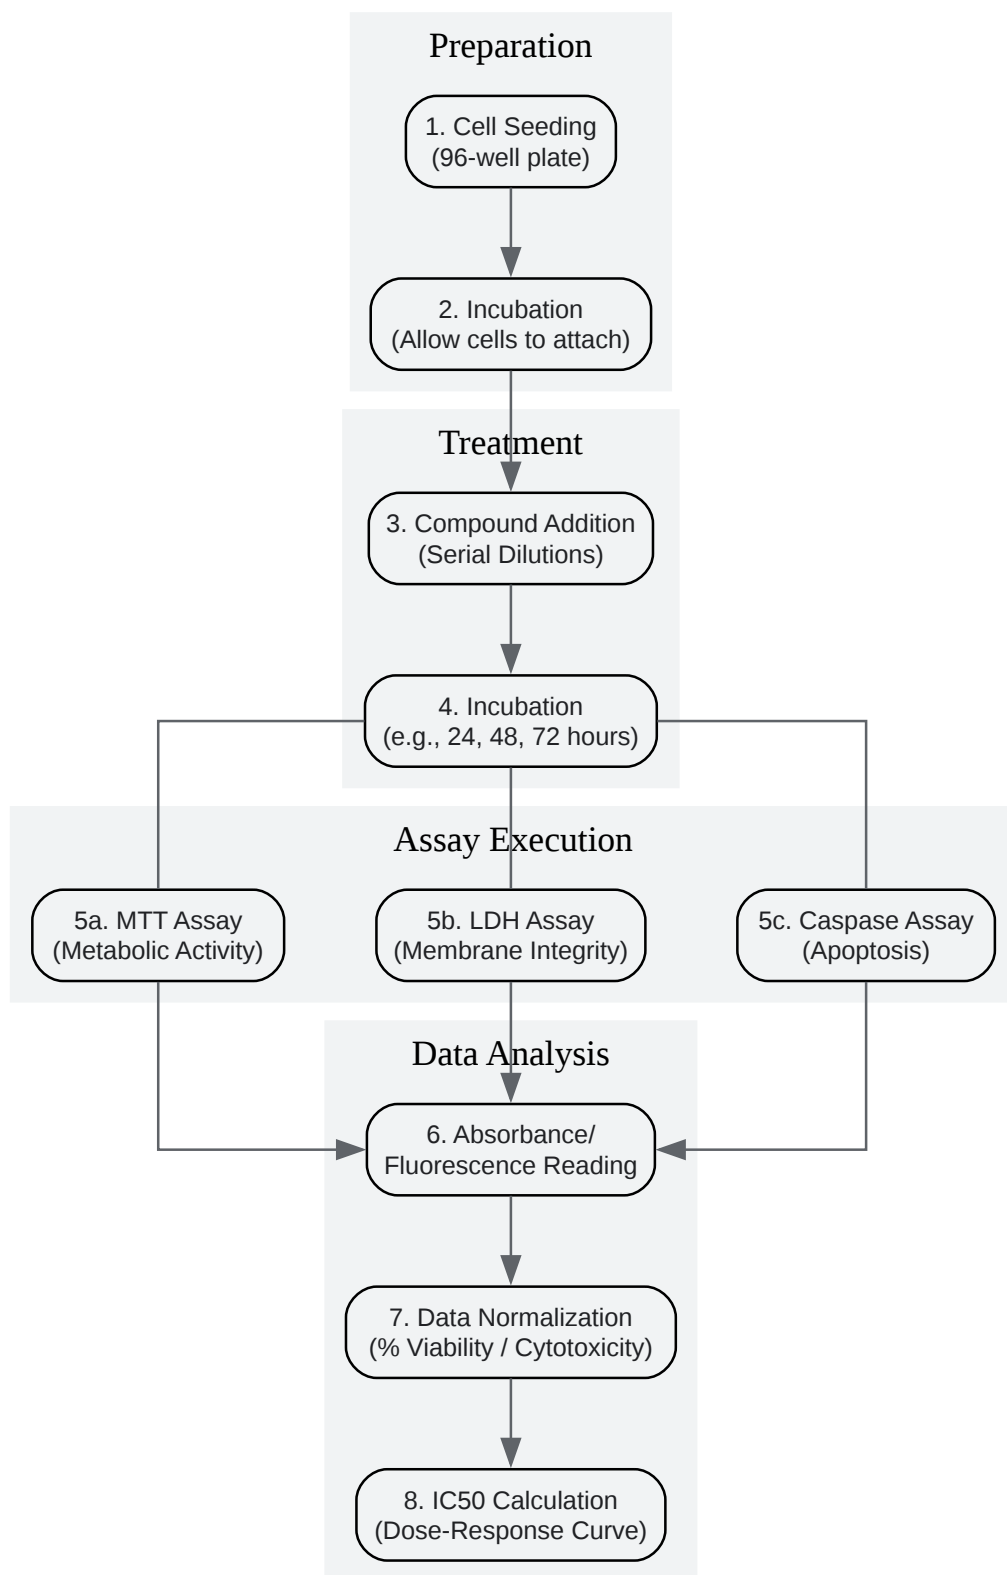 Preparation
1. Cell Seeding
(96-well plate)
2. Incubation
(Allow cells to attach)
Treatment
3. Compound Addition
(Serial Dilutions)
4. Incubation
(e.g., 24, 48, 72 hours)
Assay Execution
5a. MTT Assay
(Metabolic Activity)
5b. LDH Assay
(Membrane Integrity)
5c. Caspase Assay
(Apoptosis)
Data Analysis
6. Absorbance/
Fluorescence Reading
7. Data Normalization
(% Viability / Cytotoxicity)
8. IC50 Calculation
(Dose-Response Curve)